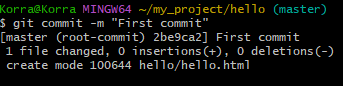 Korra@Korra MINGW64 ~/my_project/hello (master)
$ git commit -m "First commit"
[master (root-commit) 2be9ca2] First commit
 1 file changed, 0 insertions(+), 0 deletions(-)
 create mode 100644 hello/hello.html